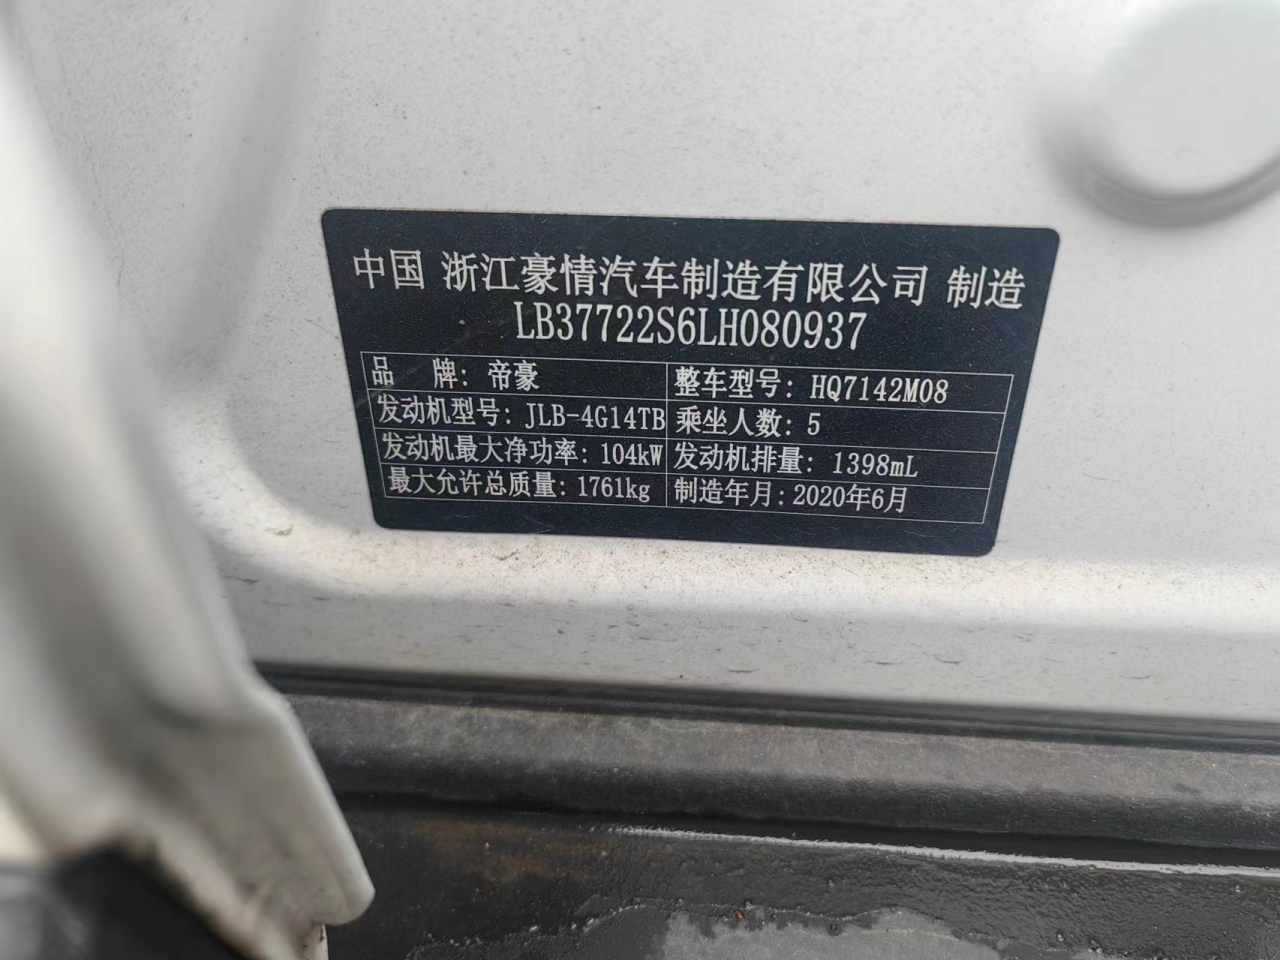 中国 浙江豪情汽车制造有限公司 制造
LB37722S6LH080937
品 牌: 帝豪 整车型号: HQ7142M08
发动机型号: JLB-4G14TB 乘坐人数: 5
发动机最大净功率: 104kW 发动机排量: 1398mL
最大允许总质量: 1761kg 制造年月: 2020年6月